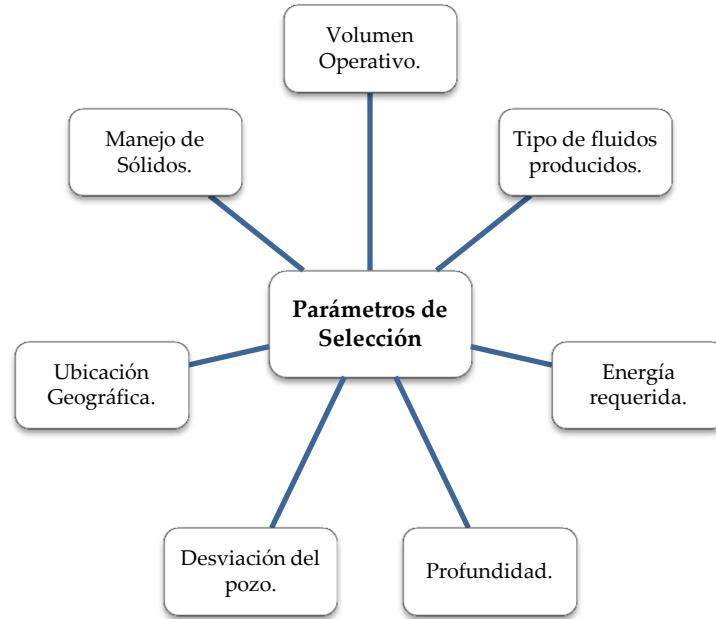 Volumen
Operativo.
Manejo de
Sólidos.
Tipo de fluidos
producidos.
Parámetros de
Selección
Ubicación
Geográfica.
Energía
requerida.
Desviación del
pozo.
Profundidad.